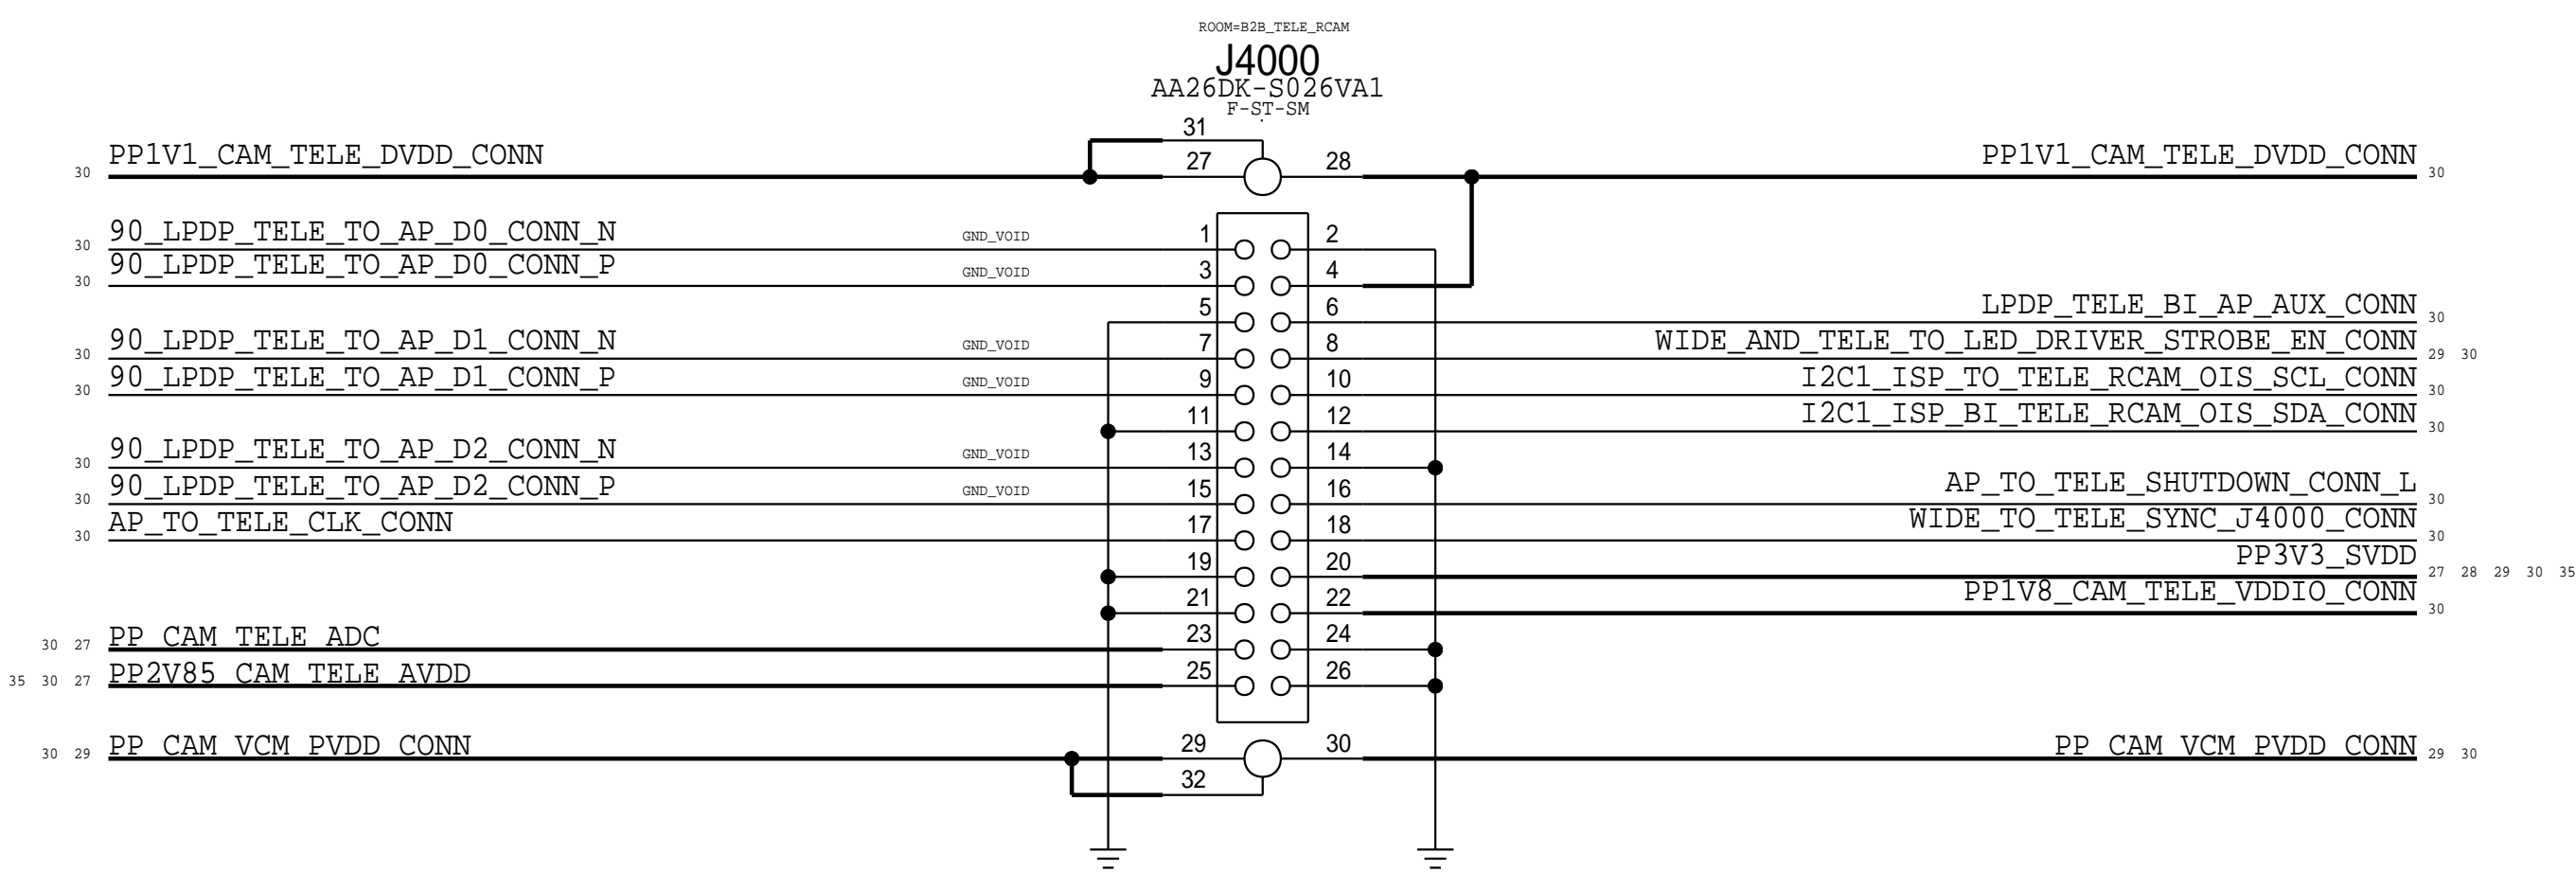 ROOM=B2B_TELE_RCAM
J4000
AA26DK-S026VA1
F-ST-SM
31
30 PP1V1_CAM_TELE_DVDD_CONN 27 28 PP1V1_CAM_TELE_DVDD_CONN 30
30 90_LPDP_TELE_TO_AP_D0_CONN_N GND_VOID 1 2
30 90_LPDP_TELE_TO_AP_D0_CONN_P GND_VOID 3 4
5 6 LPDP_TELE_BI_AP_AUX_CONN 30
30 90_LPDP_TELE_TO_AP_D1_CONN_N GND_VOID 7 8 WIDE_AND_TELE_TO_LED_DRIVER_STROBE_EN_CONN 29 30
30 90_LPDP_TELE_TO_AP_D1_CONN_P GND_VOID 9 10 I2C1_ISP_TO_TELE_RCAM_OIS_SCL_CONN 30
11 12 I2C1_ISP_BI_TELE_RCAM_OIS_SDA_CONN 30
30 90_LPDP_TELE_TO_AP_D2_CONN_N GND_VOID 13 14
30 90_LPDP_TELE_TO_AP_D2_CONN_P GND_VOID 15 16 AP_TO_TELE_SHUTDOWN_CONN_L 30
30 AP_TO_TELE_CLK_CONN 17 18 WIDE_TO_TELE_SYNC_J4000_CONN 30
19 20 PP3V3_SVDD 27 28 29 30 35
21 22 PP1V8_CAM_TELE_VDDIO_CONN 30
30 27 PP_CAM_TELE_ADC 23 24
35 30 27 PP2V85_CAM_TELE_AVDD 25 26
30 29 PP_CAM_VCM_PVDD_CONN 29 30 PP_CAM_VCM_PVDD_CONN 29 30
32